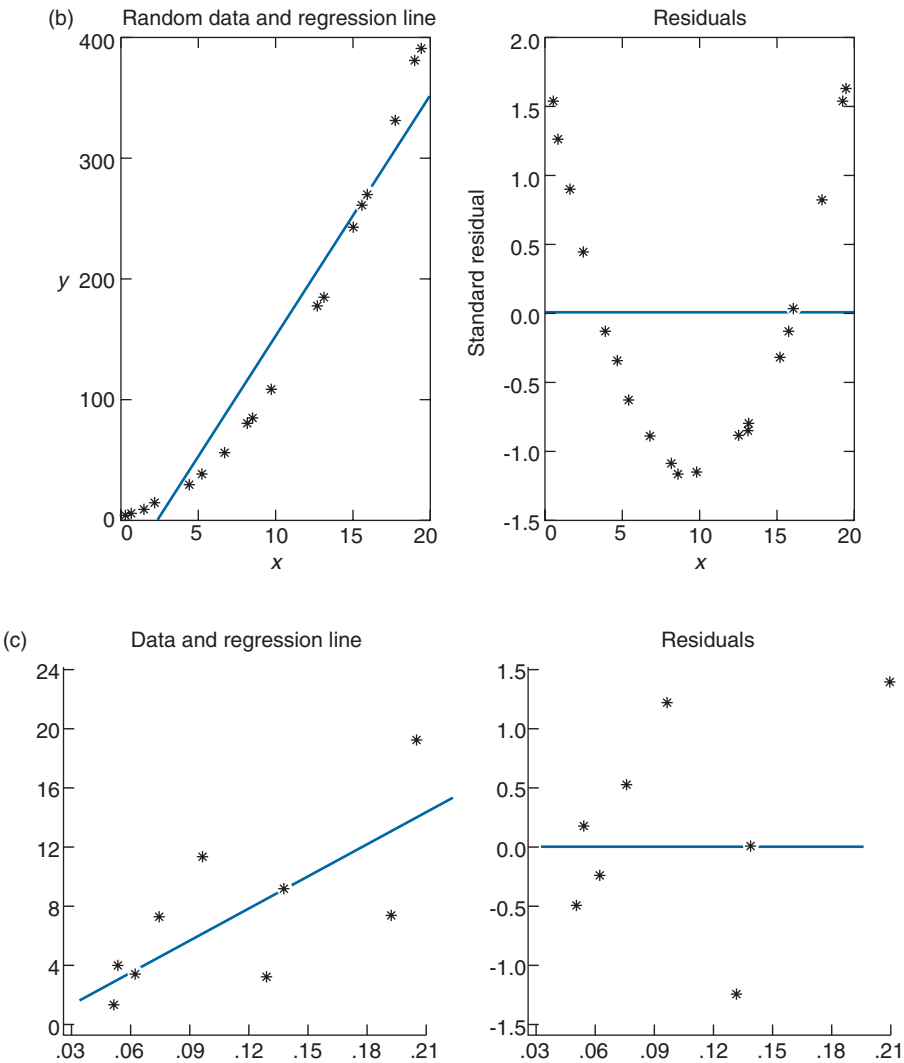 (b)
Random data and regression line
400
300
y
200
100
0
0 5 10 15 20
x
Residuals
2.0
1.5
1.0
Standard residual
0.5
0.0
-0.5
-1.0
-1.5
0 5 10 15 20
x
(c)
Data and regression line
24
20
16
12
8
4
0
.03 .06 .09 .12 .15 .18 .21
Residuals
1.5
1.0
0.5
0.0
-0.5
-1.0
-1.5
.03 .06 .09 .12 .15 .18 .21